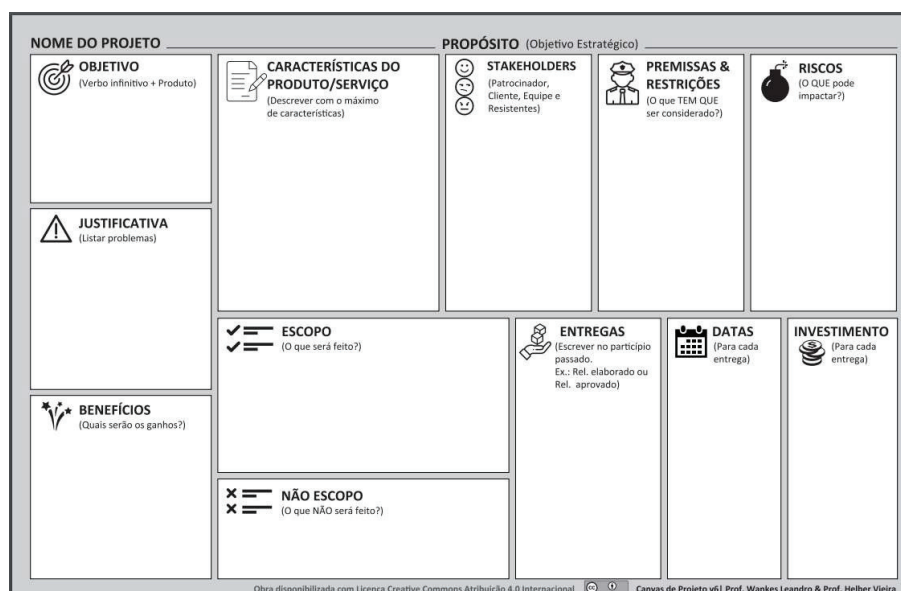 NOME DO PROJETO
PROPÓSITO (Objetivo Estratégico)
OBJETIVO
(Verbo infinitivo + Produto)
CARACTERÍSTICAS DO
PRODUTO/SERVIÇO
(Descrever com o máximo
de características)
STAKEHOLDERS
(Patrocinador,
Cliente, Equipe e
Resistentes)
PREMISSAS &
RESTRIÇÕES
(O que TEM QUE
ser considerado?)
RISCOS
(O QUE pode
impactar?)
JUSTIFICATIVA
(Listar problemas)
ESCOPO
(O que será feito?)
ENTREGAS
(Escrever no particípio
passado.
Ex.: Rel. elaborado ou
Rel. aprovado)
DATAS
(Para cada
entrega)
INVESTIMENTO
(Para cada
entrega)
BENEFÍCIOS
(Quais serão os ganhos?)
NÃO ESCOPO
(O que NÃO será feito?)
Obra disponibilizada com Licença Creative Commons Atribuição 4.0 Internacional
cc
Canvas de Projeto v6| Prof. Wankes Leandro & Prof. Helber Vieira